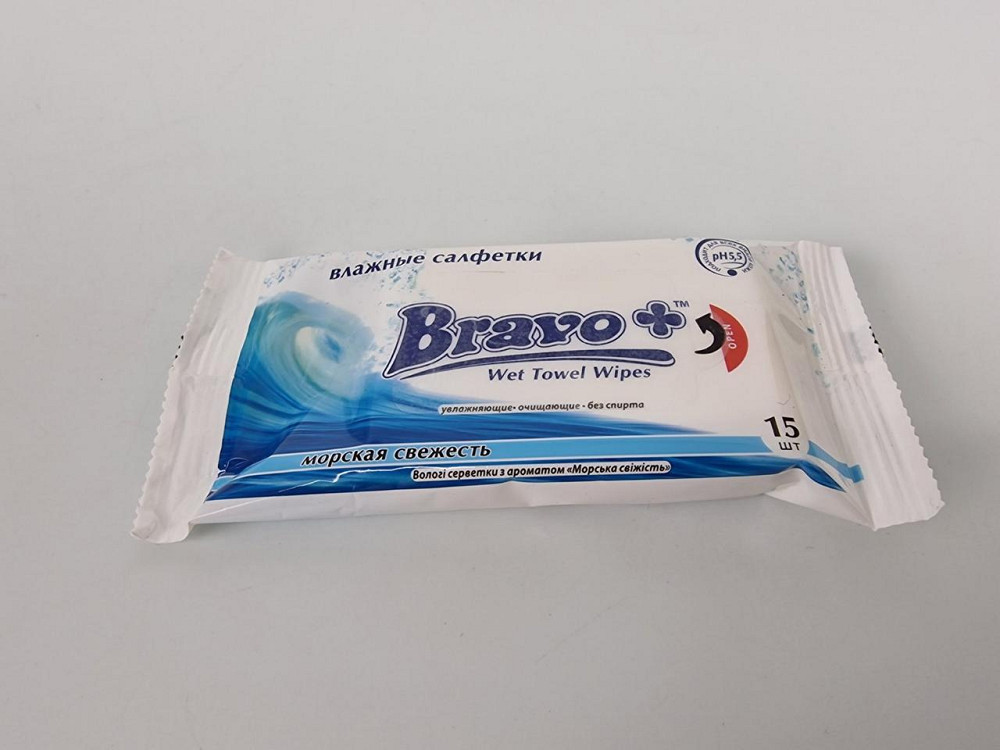 влажные салфетки
pH5,5
Bravo+™
OPEN
Wet Towel Wipes
увлажняющие- очищающие - без спирта
15
шт
морская свежесть
Вологі серветки з ароматом «Морська свіжість»